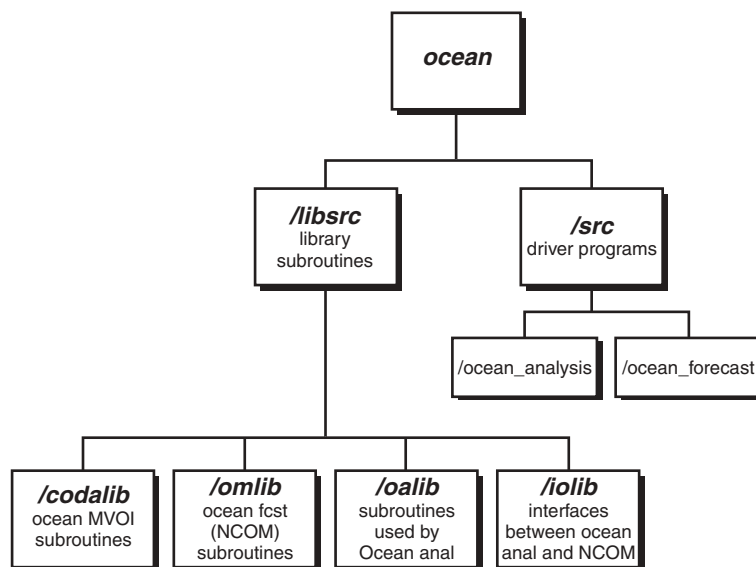 ocean
/libsrc
library
subroutines
/src
driver programs
/ocean_analysis
/ocean_forecast
/codalib
ocean MVOI
subroutines
/omlib
ocean fcst
(NCOM)
subroutines
/oalib
subroutines
used by
Ocean anal
/iolib
interfaces
between ocean
anal and NCOM